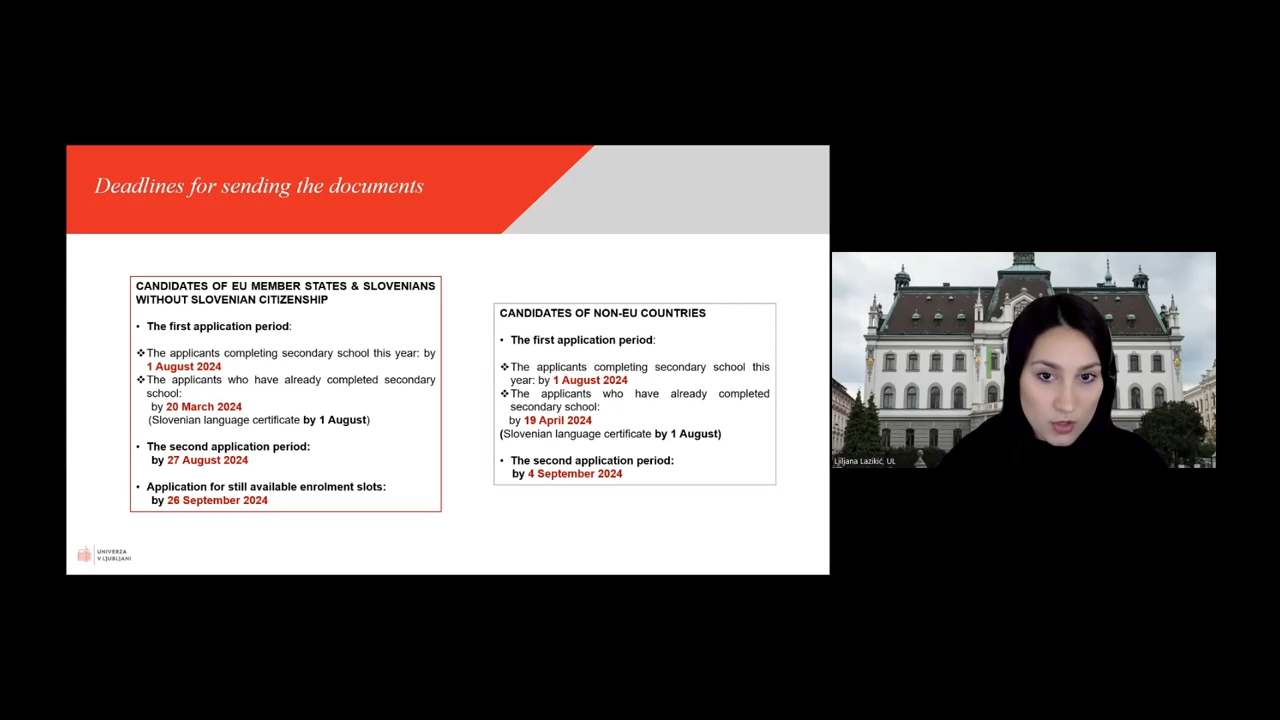 Deadlines for sending the documents
CANDIDATES OF EU MEMBER STATES & SLOVENIANS
WITHOUT SLOVENIAN CITIZENSHIP
• The first application period:
❖The applicants completing secondary school this year: by
1 August 2024
❖The applicants who have already completed secondary
school:
by 20 March 2024
(Slovenian language certificate by 1 August)
• The second application period:
by 27 August 2024
• Application for still available enrolment slots:
by 26 September 2024
CANDIDATES OF NON-EU COUNTRIES
• The first application period:
❖The applicants completing secondary school this
year: by 1 August 2024
❖The applicants who have already completed
secondary school:
by 19 April 2024
(Slovenian language certificate by 1 August)
• The second application period:
by 4 September 2024
UNIVERZA
V LJUBLJANI
Ljiljana Lazikić, UL